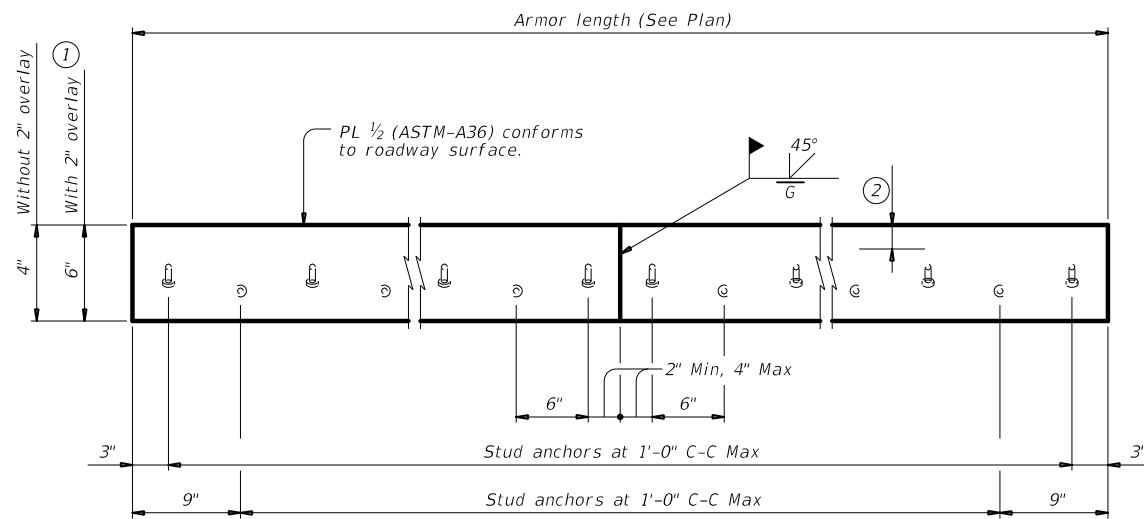 Armor length (See Plan)
1
Without 2" overlay
With 2" overlay
PL ½ (ASTM-A36) conforms
to roadway surface.
45°
G
2
4"
6"
2" Min, 4" Max
6"
6"
3"
Stud anchors at 1'-0" C-C Max
3"
9"
Stud anchors at 1'-0" C-C Max
9"